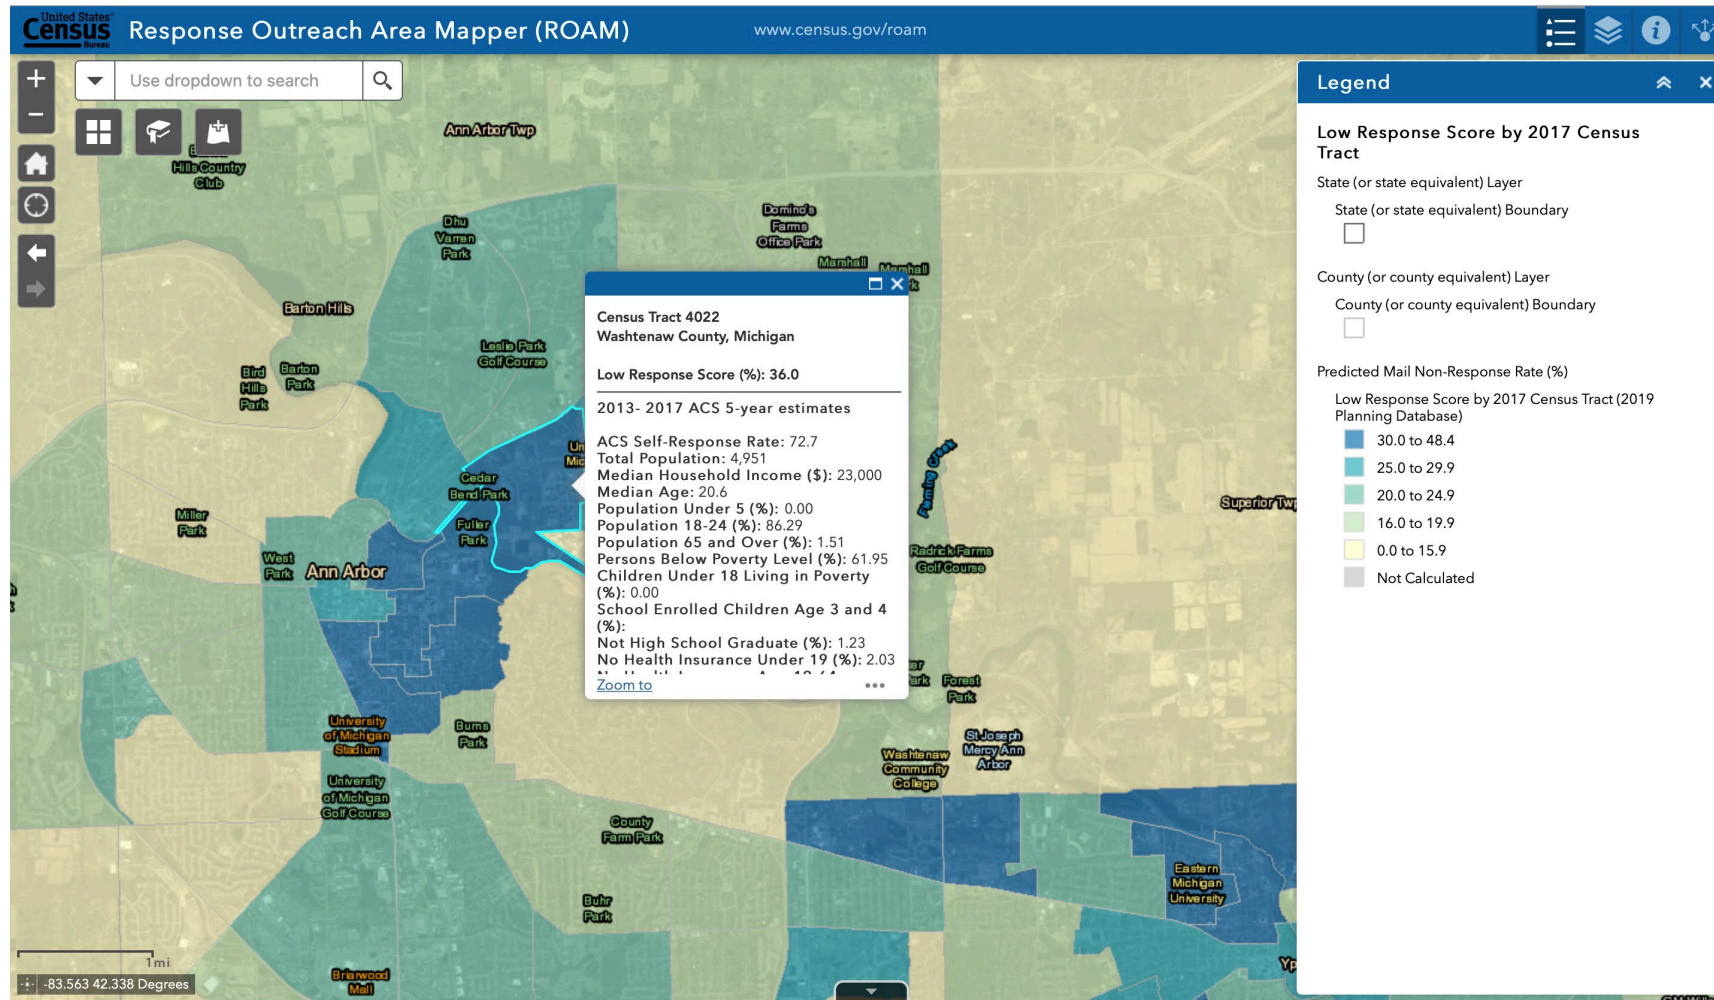 United States™
Census
Bureau
Response Outreach Area Mapper (ROAM)
www.census.gov/roam
Use dropdown to search
Legend
Low Response Score by 2017 Census
Tract
State (or state equivalent) Layer
State (or state equivalent) Boundary
County (or county equivalent) Layer
County (or county equivalent) Boundary
Predicted Mail Non-Response Rate (%)
Low Response Score by 2017 Census Tract (2019
Planning Database)
30.0 to 48.4
25.0 to 29.9
20.0 to 24.9
16.0 to 19.9
0.0 to 15.9
Not Calculated
Census Tract 4022
Washtenaw County, Michigan
Low Response Score (%): 36.0
2013- 2017 ACS 5-year estimates
ACS Self-Response Rate: 72.7
Total Population: 4,951
Median Household Income ($): 23,000
Median Age: 20.6
Population Under 5 (%): 0.00
Population 18-24 (%): 86.29
Population 65 and Over (%): 1.51
Persons Below Poverty Level (%): 61.95
Children Under 18 Living in Poverty
(%): 0.00
School Enrolled Children Age 3 and 4
(%):
Not High School Graduate (%): 1.23
No Health Insurance Under 19 (%): 2.03
Zoom to
Ann Arbor Twp
Hills Country
Club
Dhu
Varren
Park
Domino's
Farms
Office Park
Marshall
Marshall
Barton Hills
Leslie Park
Golf Course
Bird
Hills
Park
Barton
Park
Cedar
Bend Park
Fuller
Park
Miller
Park
West
Park
Ann Arbor
Fleming Creek
Superior Twp
Radrick Farms
Golf Course
Park
Forest
Park
University
of Michigan
Stadium
Burns
Park
St Joseph
Mercy Ann
Arbor
Washtenaw
Community
College
University
of Michigan
Golf Course
County
Farm Park
Eastern
Michigan
University
Buhr
Park
Briarwood
Mall
Yp
1mi
-83.563 42.338 Degrees